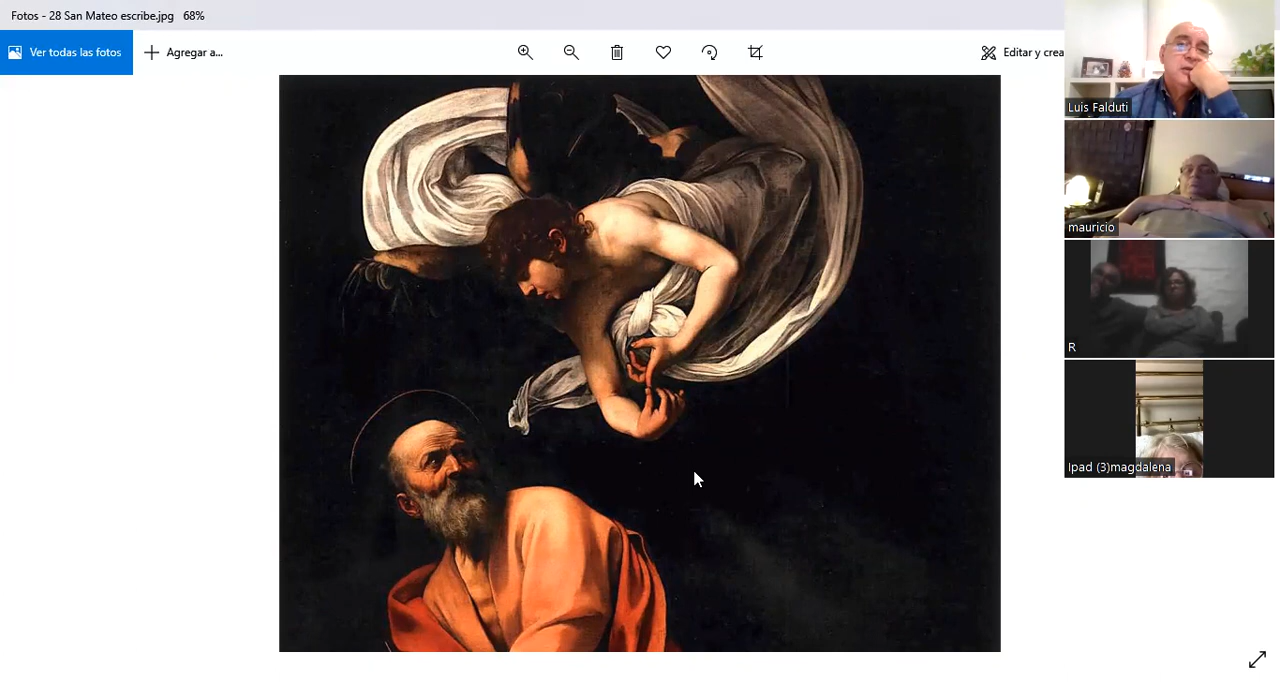 Fotos - 28 San Mateo escribe.jpg 68%
Ver todas las fotos
Agregar a...
Editar y crea
Luis Falduti
mauricio
R
Ipad (3)magdalena